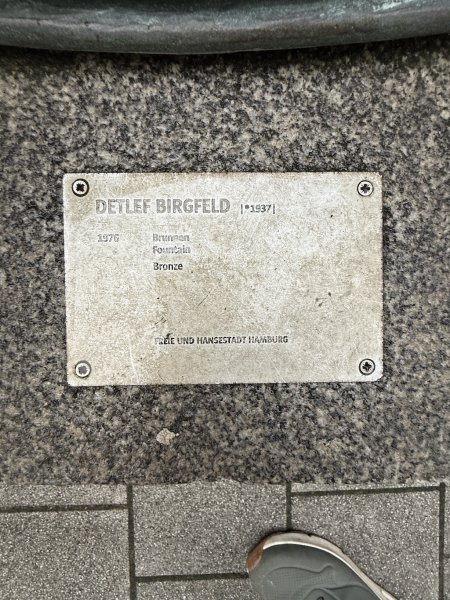 DETLEF BIRGFELD |*1937|
1976 Brunnen
Fountain
Bronze
FREIE UND HANSESTADT HAMBURG